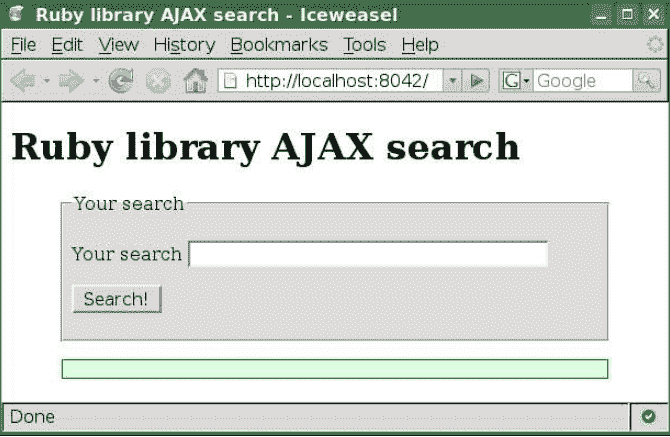 Ruby library AJAX search - Iceweasel
File Edit View History Bookmarks Tools Help
http://localhost:8042/ G Google
Ruby library AJAX search
Your search
Your search
Search!
Done